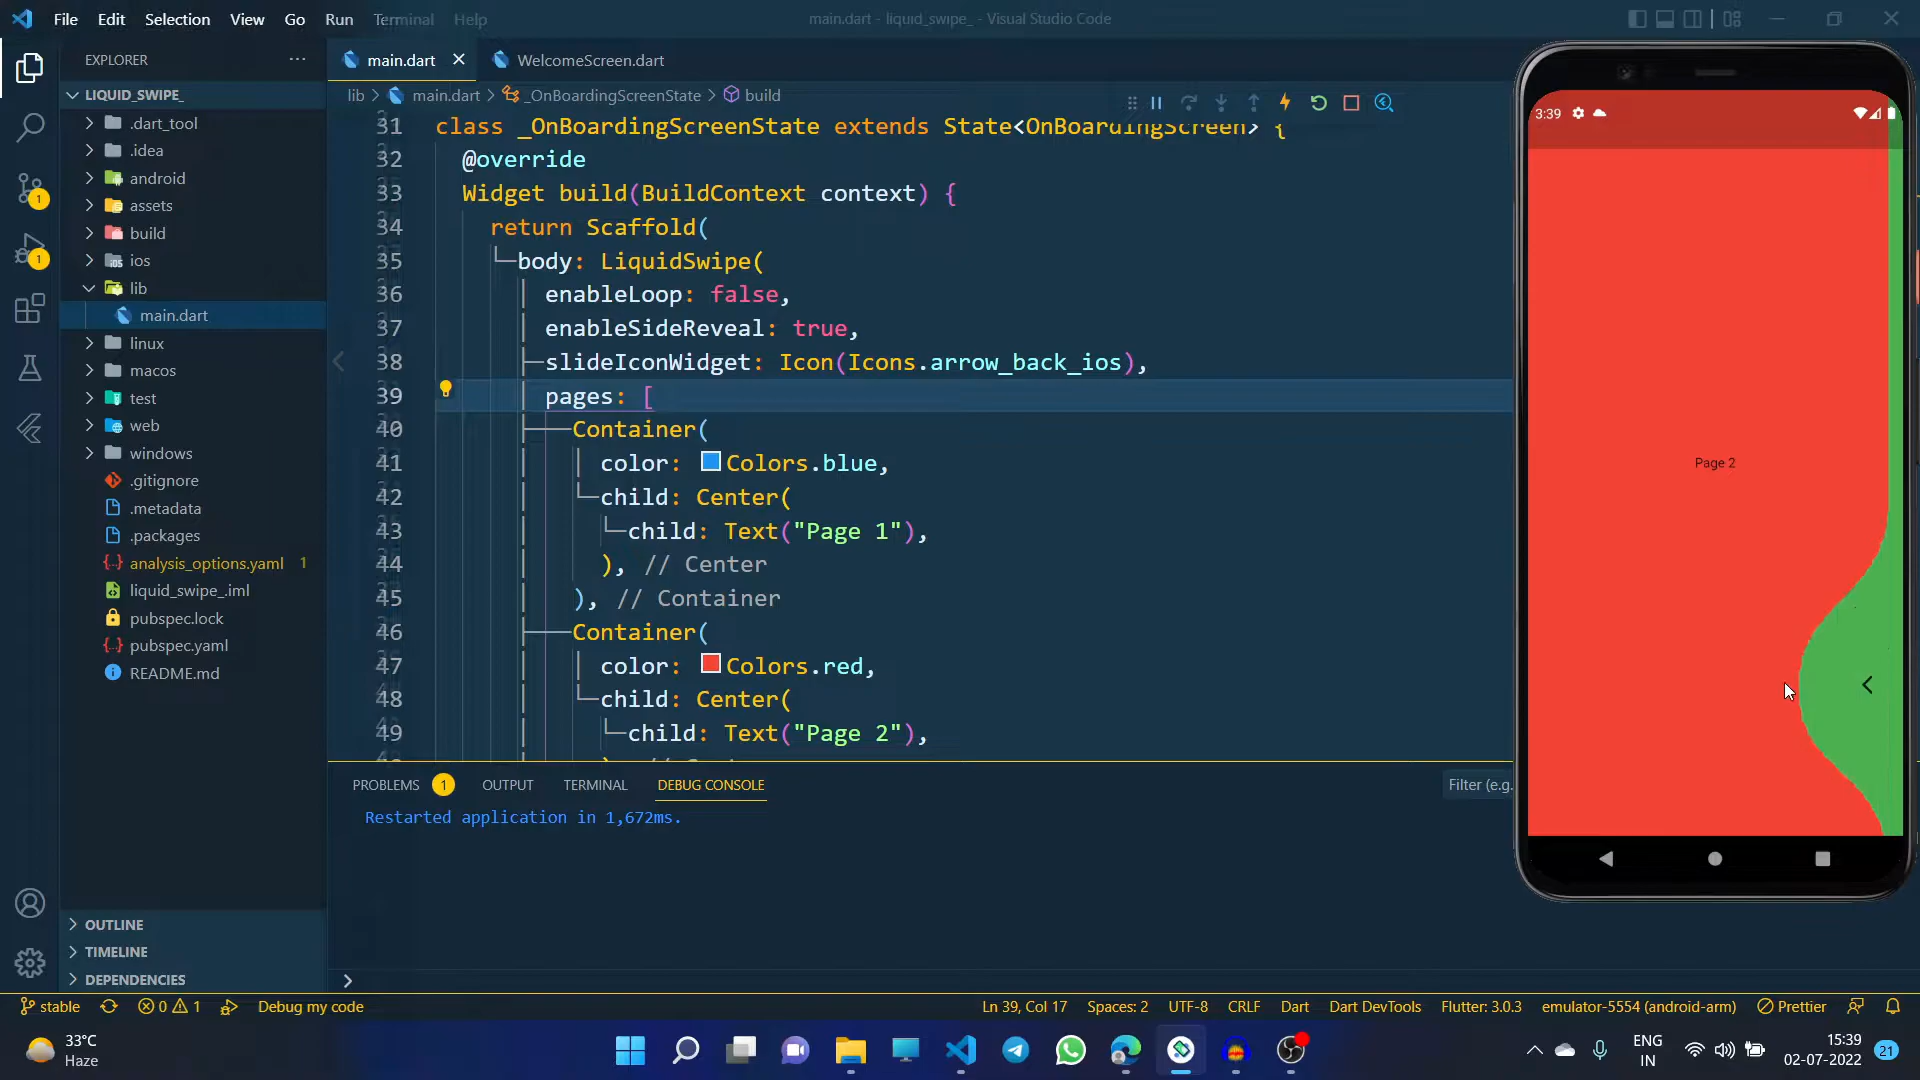 File Edit Selection View Go Run Terminal Help
main.dart - liquid_swipe_ - Visual Studio Code
EXPLORER
LIQUID_SWIPE_
.dart_tool
.idea
android
assets
build
ios
lib
main.dart
linux
macos
test
web
windows
.gitignore
.metadata
.packages
analysis_options.yaml 1
liquid_swipe_.iml
pubspec.lock
pubspec.yaml
README.md
OUTLINE
TIMELINE
DEPENDENCIES
1
1
main.dart WelcomeScreen.dart
lib > main.dart > _OnBoardingScreenState > build
31 class _OnBoardingScreenState extends State<OnBoardingScreen> {
32 @override
33 Widget build(BuildContext context) {
34 return Scaffold(
35 body: LiquidSwipe(
36 enableLoop: false,
37 enableSideReveal: true,
38 slideIconWidget: Icon(Icons.arrow_back_ios),
39 pages: [
40 Container(
41 color: Colors.blue,
42 child: Center(
43 child: Text("Page 1"),
44 ), // Center
45 ), // Container
46 Container(
47 color: Colors.red,
48 child: Center(
49 child: Text("Page 2"),
PROBLEMS 1 OUTPUT TERMINAL DEBUG CONSOLE
Filter (e.g.
Restarted application in 1,672ms.
3:39
Page 2
stable 0 1 Debug my code
Ln 39, Col 17 Spaces: 2 UTF-8 CRLF Dart Dart DevTools Flutter: 3.0.3 emulator-5554 (android-arm) Prettier
33°C
Haze
ENG
IN
15:39
02-07-2022
21